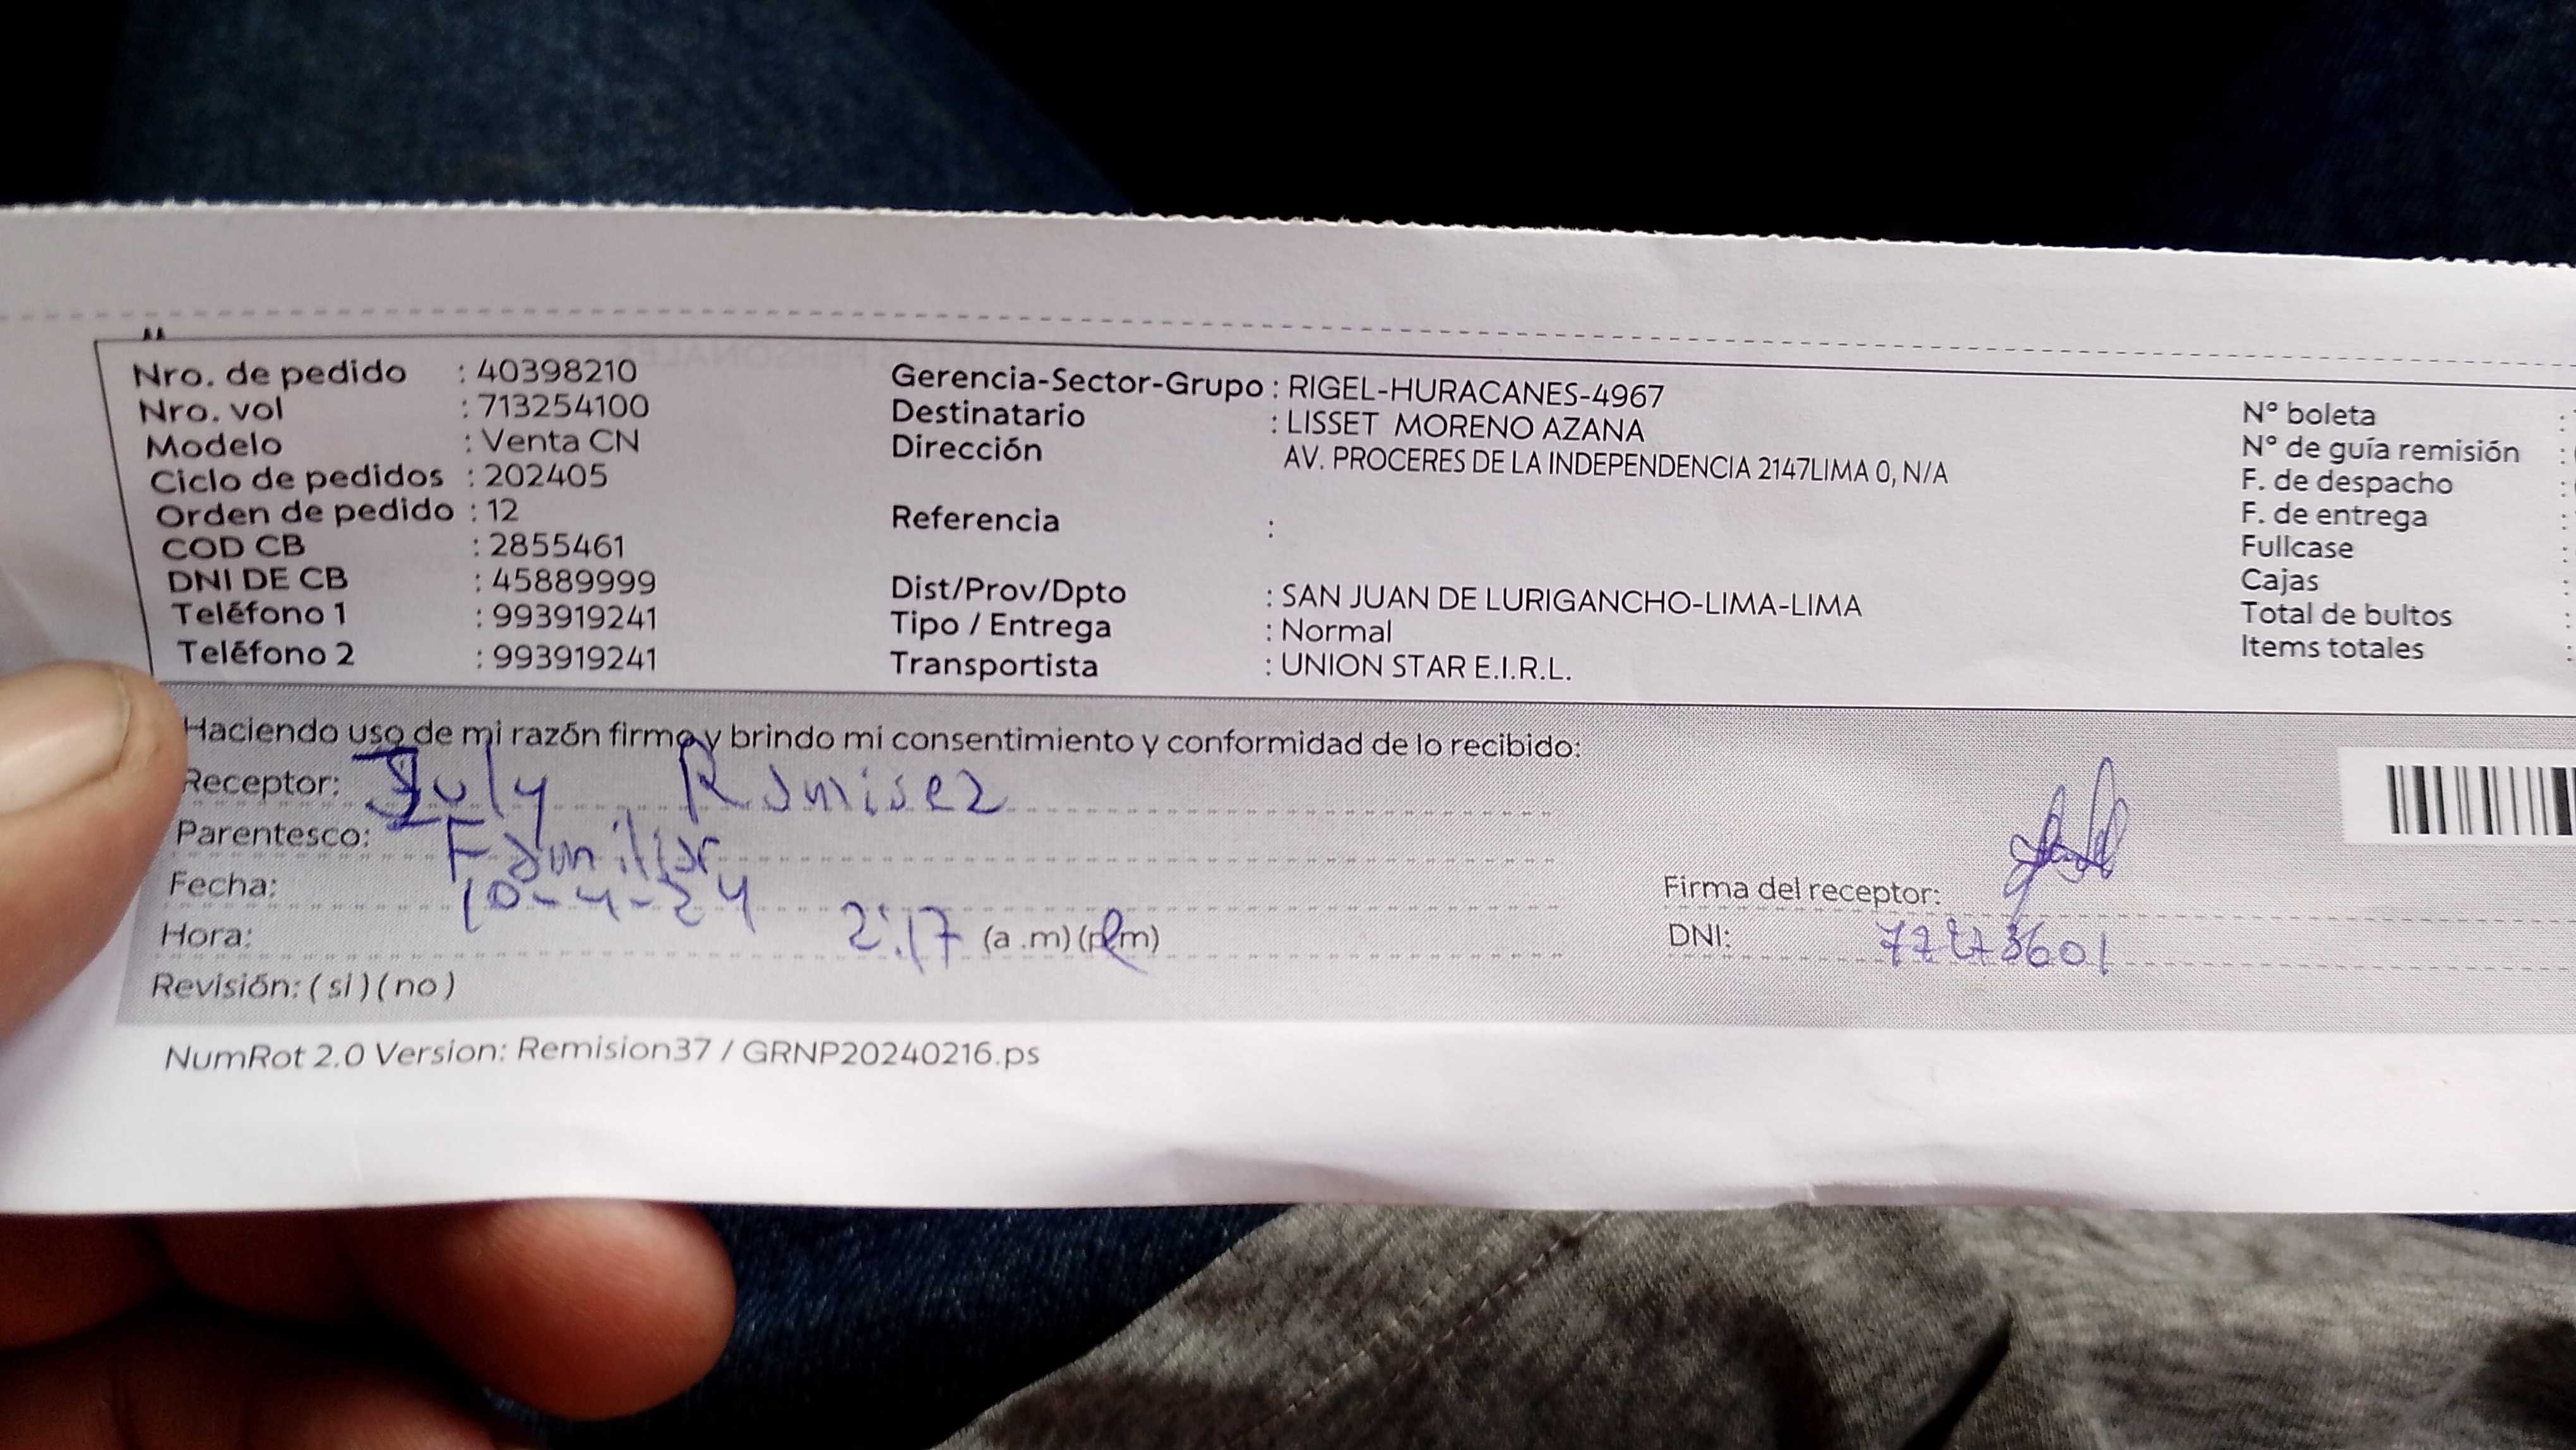 Nro. de pedido : 40398210
Nro. vol : 713254100
Modelo : Venta CN
Ciclo de pedidos : 202405
Orden de pedido : 12
COD CB : 2855461
DNI DE CB : 45889999
Teléfono 1 : 993919241
Teléfono 2 : 993919241
Gerencia-Sector-Grupo : RIGEL-HURACANES-4967
Destinatario : LISSET MORENO AZANA
Dirección AV. PROCERES DE LA INDEPENDENCIA 2147LIMA 0, N/A
Referencia :
Dist/Prov/Dpto : SAN JUAN DE LURIGANCHO-LIMA-LIMA
Tipo / Entrega : Normal
Transportista : UNION STAR E.I.R.L.
N° boleta :
N° de guía remisión :
F. de despacho :
F. de entrega :
Fullcase :
Cajas :
Total de bultos :
Items totales :
Haciendo uso de mi razón firmo y brindo mi consentimiento y conformidad de lo recibido:
Receptor: July Ramirez
Parentesco: Familiar
Fecha: 10-4-24
Hora: 2:17 (a.m) (p.m)
Revisión: (si) (no)
Firma del receptor:
DNI:
NumRot 2.0 Version: Remision37 / GRNP20240216.ps